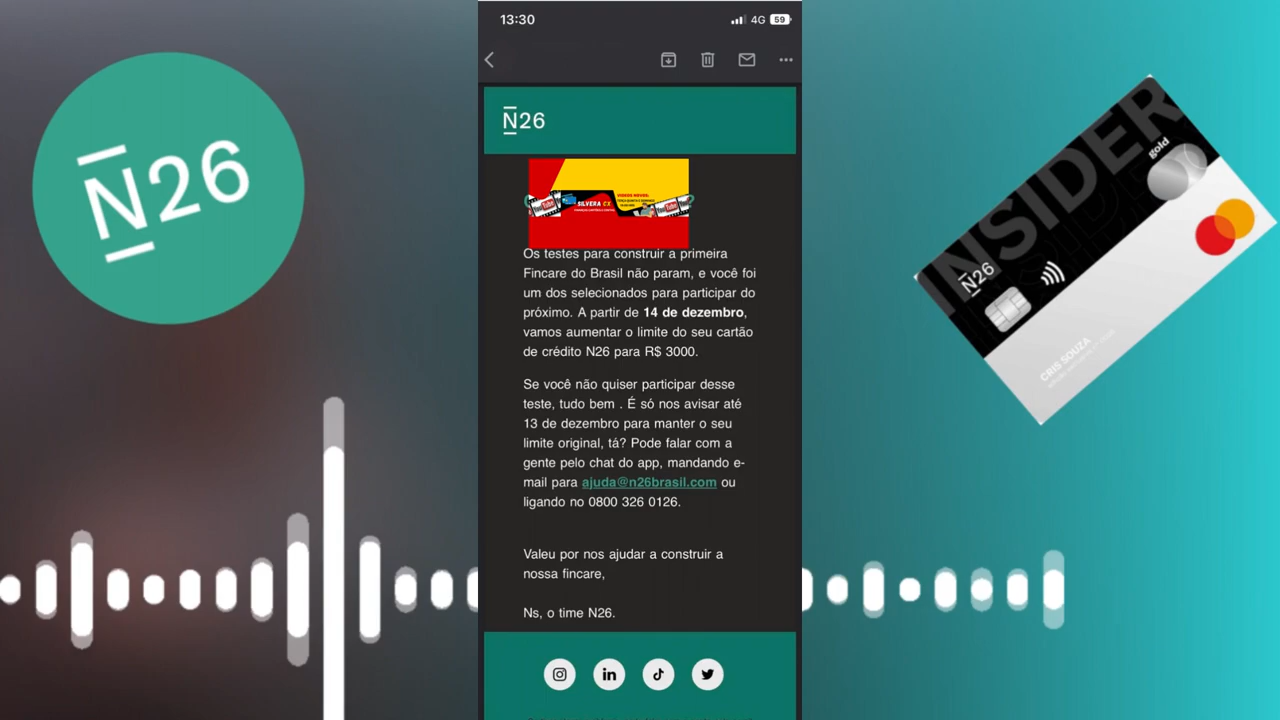 N26
13:30
4G 59
N26
SILVERA CX
VÍDEOS NOVOS:
Os testes para construir a primeira
Fincare do Brasil não param, e você foi
um dos selecionados para participar do
próximo. A partir de 14 de dezembro,
vamos aumentar o limite do seu cartão
de crédito N26 para R$ 3000.
Se você não quiser participar desse
teste, tudo bem . É só nos avisar até
13 de dezembro para manter o seu
limite original, tá? Pode falar com a
gente pelo chat do app, mandando e-
mail para ajuda@n26brasil.com ou
ligando no 0800 326 0126.
Valeu por nos ajudar a construir a
nossa fincare,
Ns, o time N26.
INSIDER
gold
N26
CRIS SOUZA